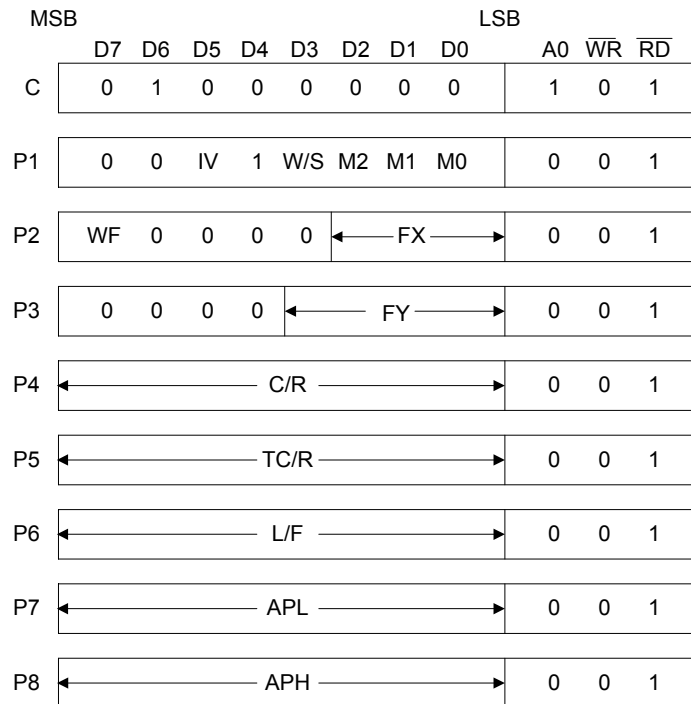 MSB LSB
D7 D6 D5 D4 D3 D2 D1 D0 A0 WR RD
C 0 1 0 0 0 0 0 0 1 0 1
P1 0 0 IV 1 W/S M2 M1 M0 0 0 1
P2 WF 0 0 0 0 FX 0 0 1
P3 0 0 0 0 FY 0 0 1
P4 C/R 0 0 1
P5 TC/R 0 0 1
P6 L/F 0 0 1
P7 APL 0 0 1
P8 APH 0 0 1